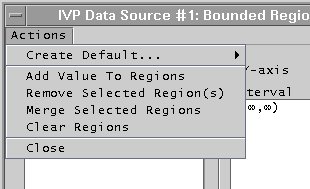 IVP Data Source #1: Bounded Regio
Actions
Create Default...
-axis
Add Value To Regions
Remove Selected Region(s)
terval
Merge Selected Regions
∞,∞)
Clear Regions
Close